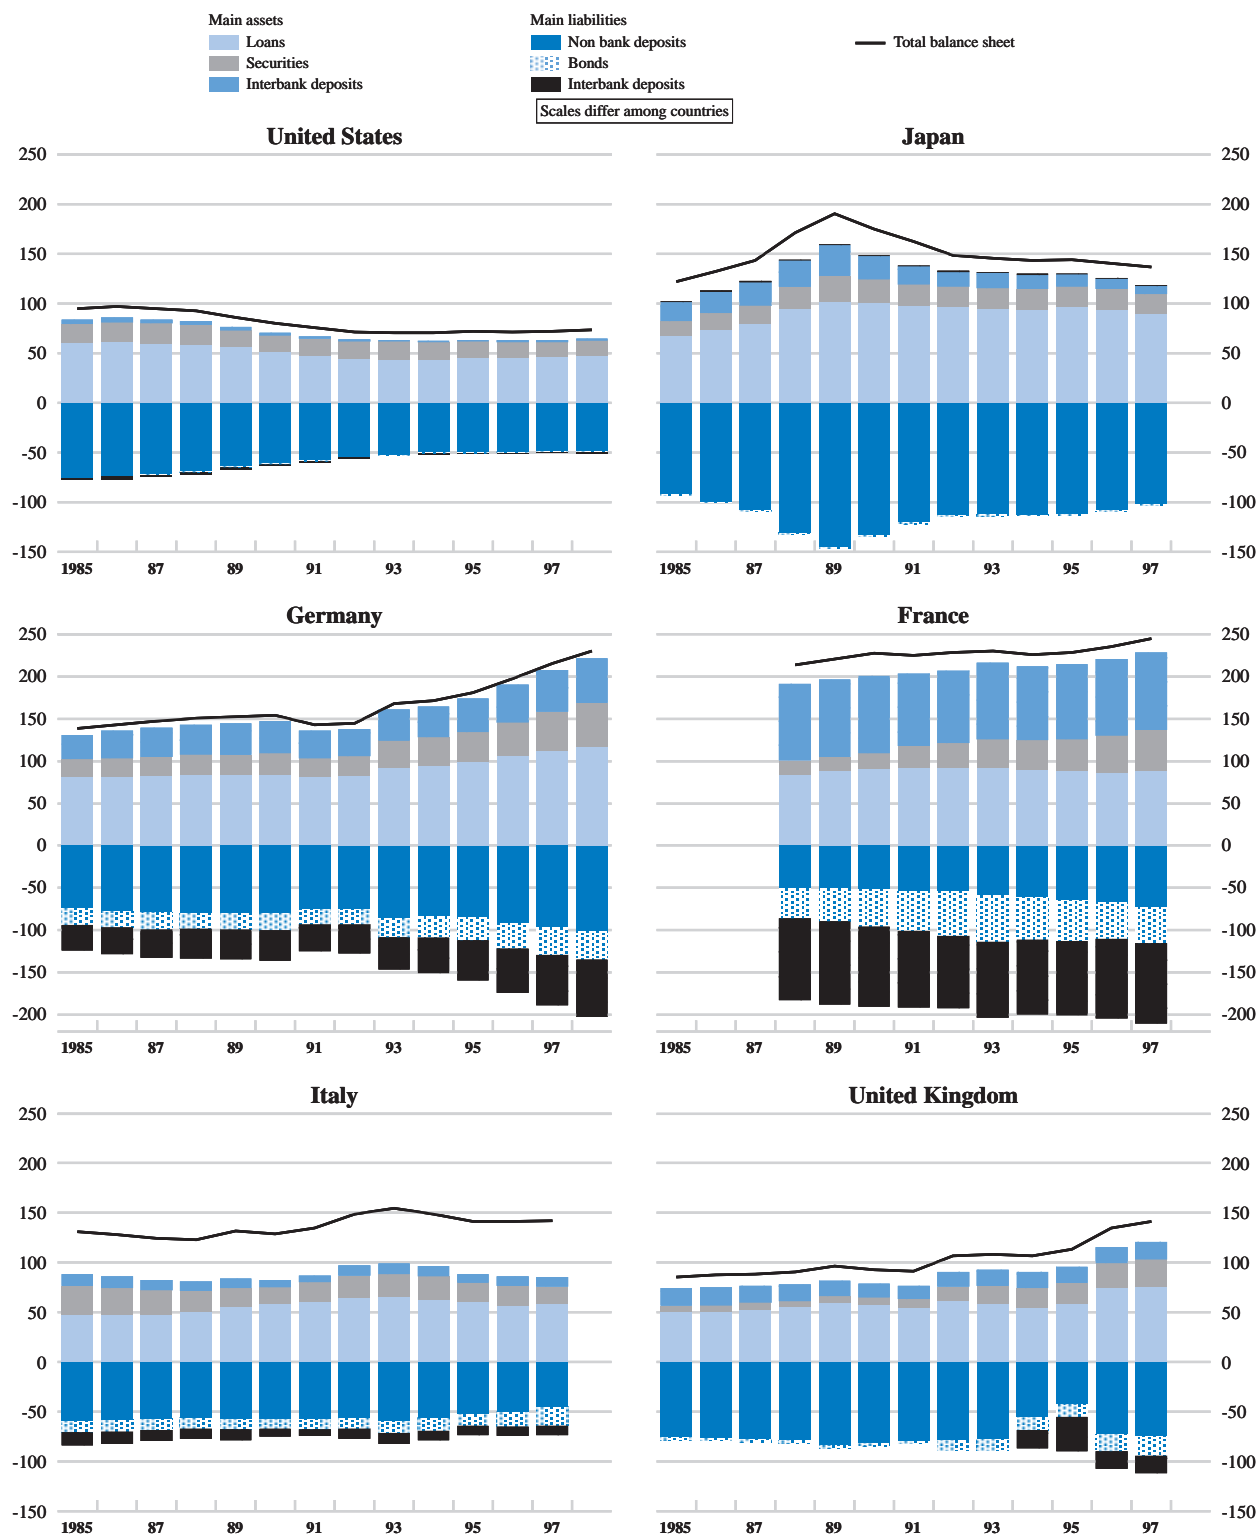 Main assets
Loans
Securities
Interbank deposits
Main liabilities
Non bank deposits
Bonds
Interbank deposits
Total balance sheet
Scales differ among countries
United States
250
200
150
100
50
0
-50
-100
-150
1985 87 89 91 93 95 97
Japan
250
200
150
100
50
0
-50
-100
-150
1985 87 89 91 93 95 97
Germany
250
200
150
100
50
0
-50
-100
-150
-200
1985 87 89 91 93 95 97
France
250
200
150
100
50
0
-50
-100
-150
-200
1985 87 89 91 93 95 97
Italy
250
200
150
100
50
0
-50
-100
-150
1985 87 89 91 93 95 97
United Kingdom
250
200
150
100
50
0
-50
-100
-150
1985 87 89 91 93 95 97